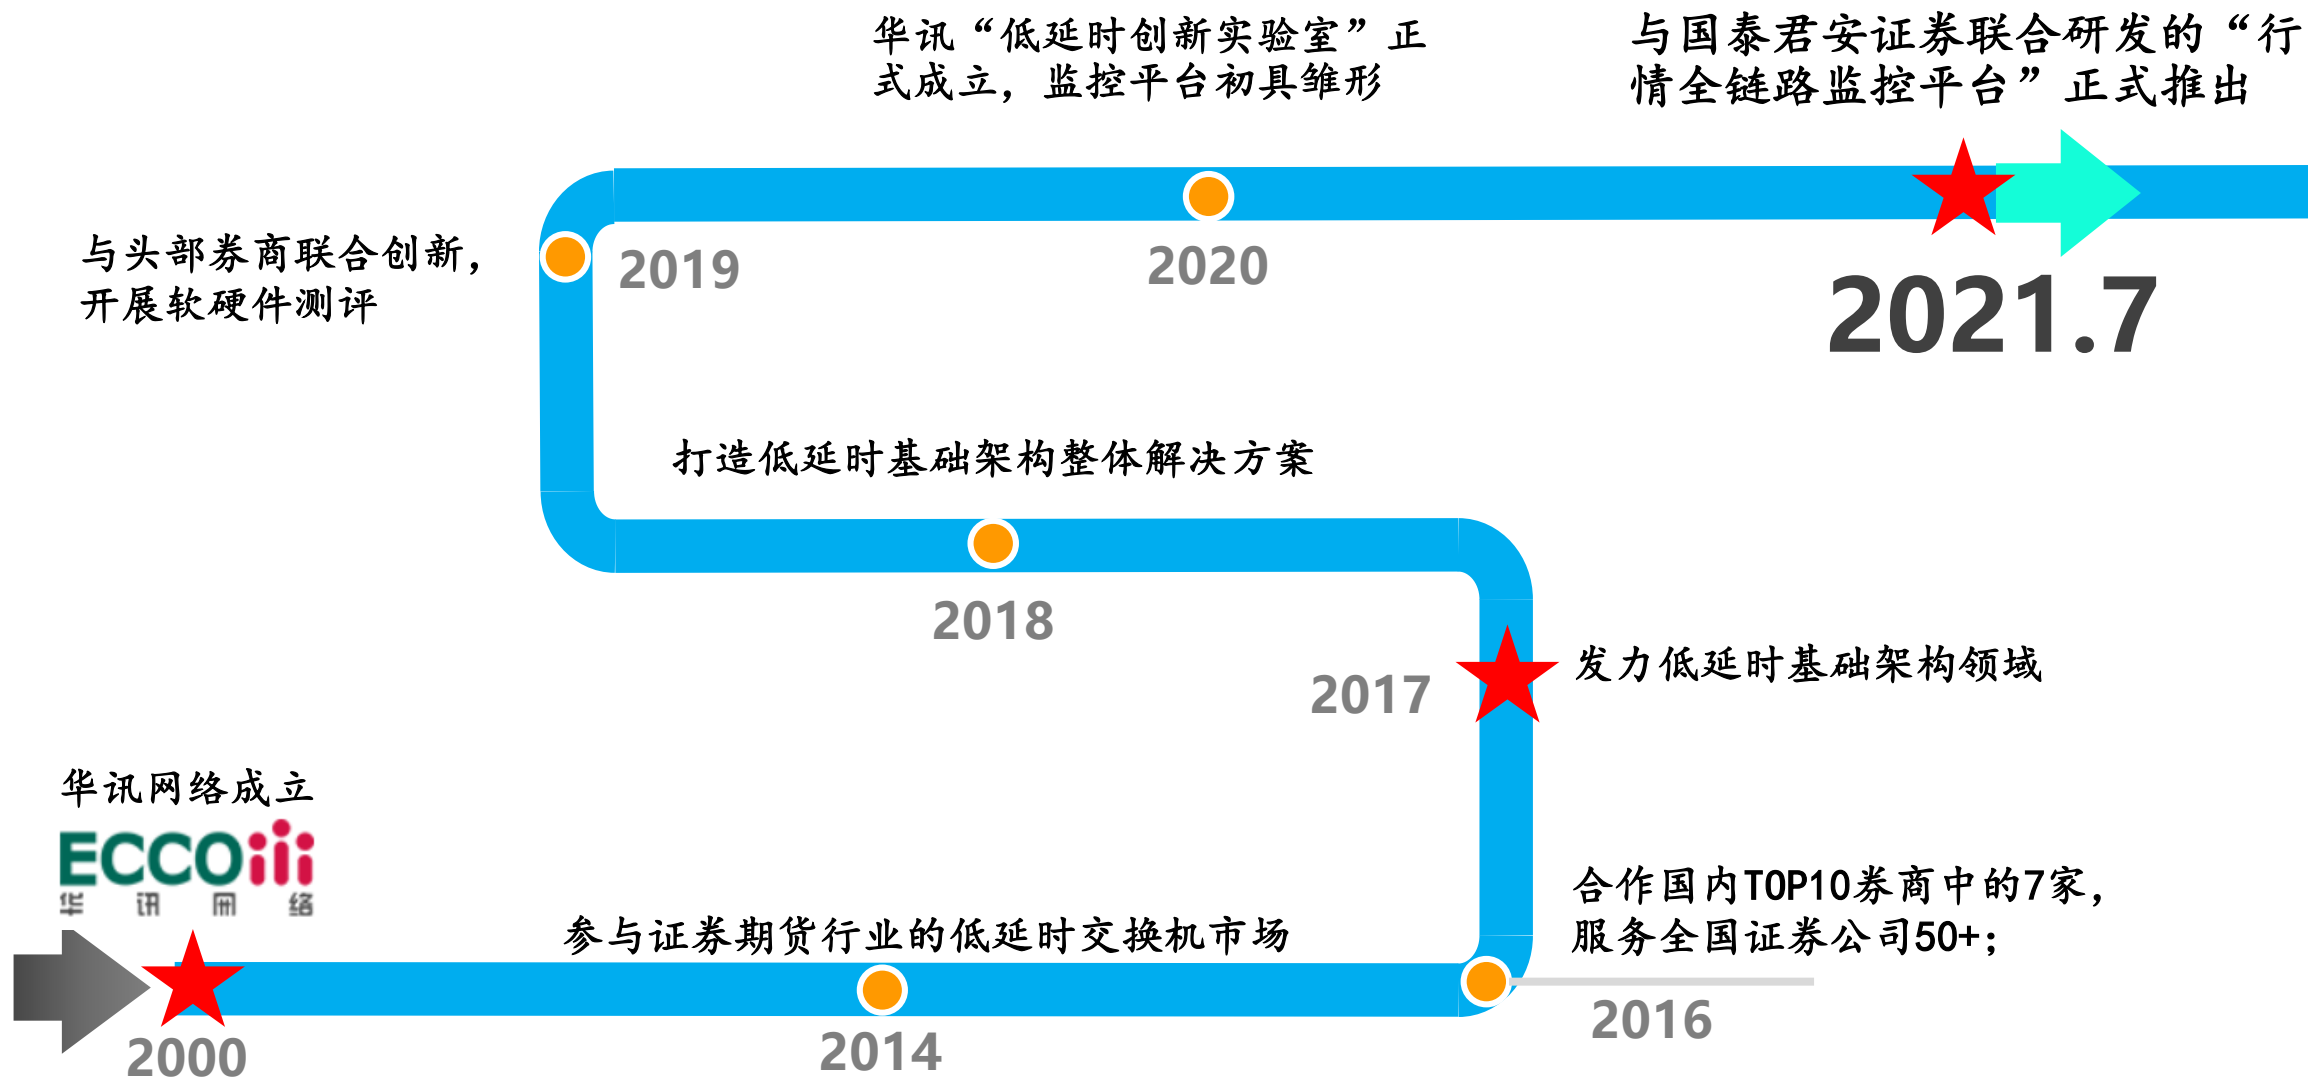 华讯“低延时创新实验室”正
式成立，监控平台初具雏形
与国泰君安证券联合研发的“行
情全链路监控平台”正式推出
与头部券商联合创新，
开展软硬件测评
2019
2020
2021.7
打造低延时基础架构整体解决方案
2018
2017
发力低延时基础架构领域
华讯网络成立
ECCOM
华讯网络
参与证券期货行业的低延时交换机市场
合作国内TOP10券商中的7家，
服务全国证券公司50+；
2000
2014
2016